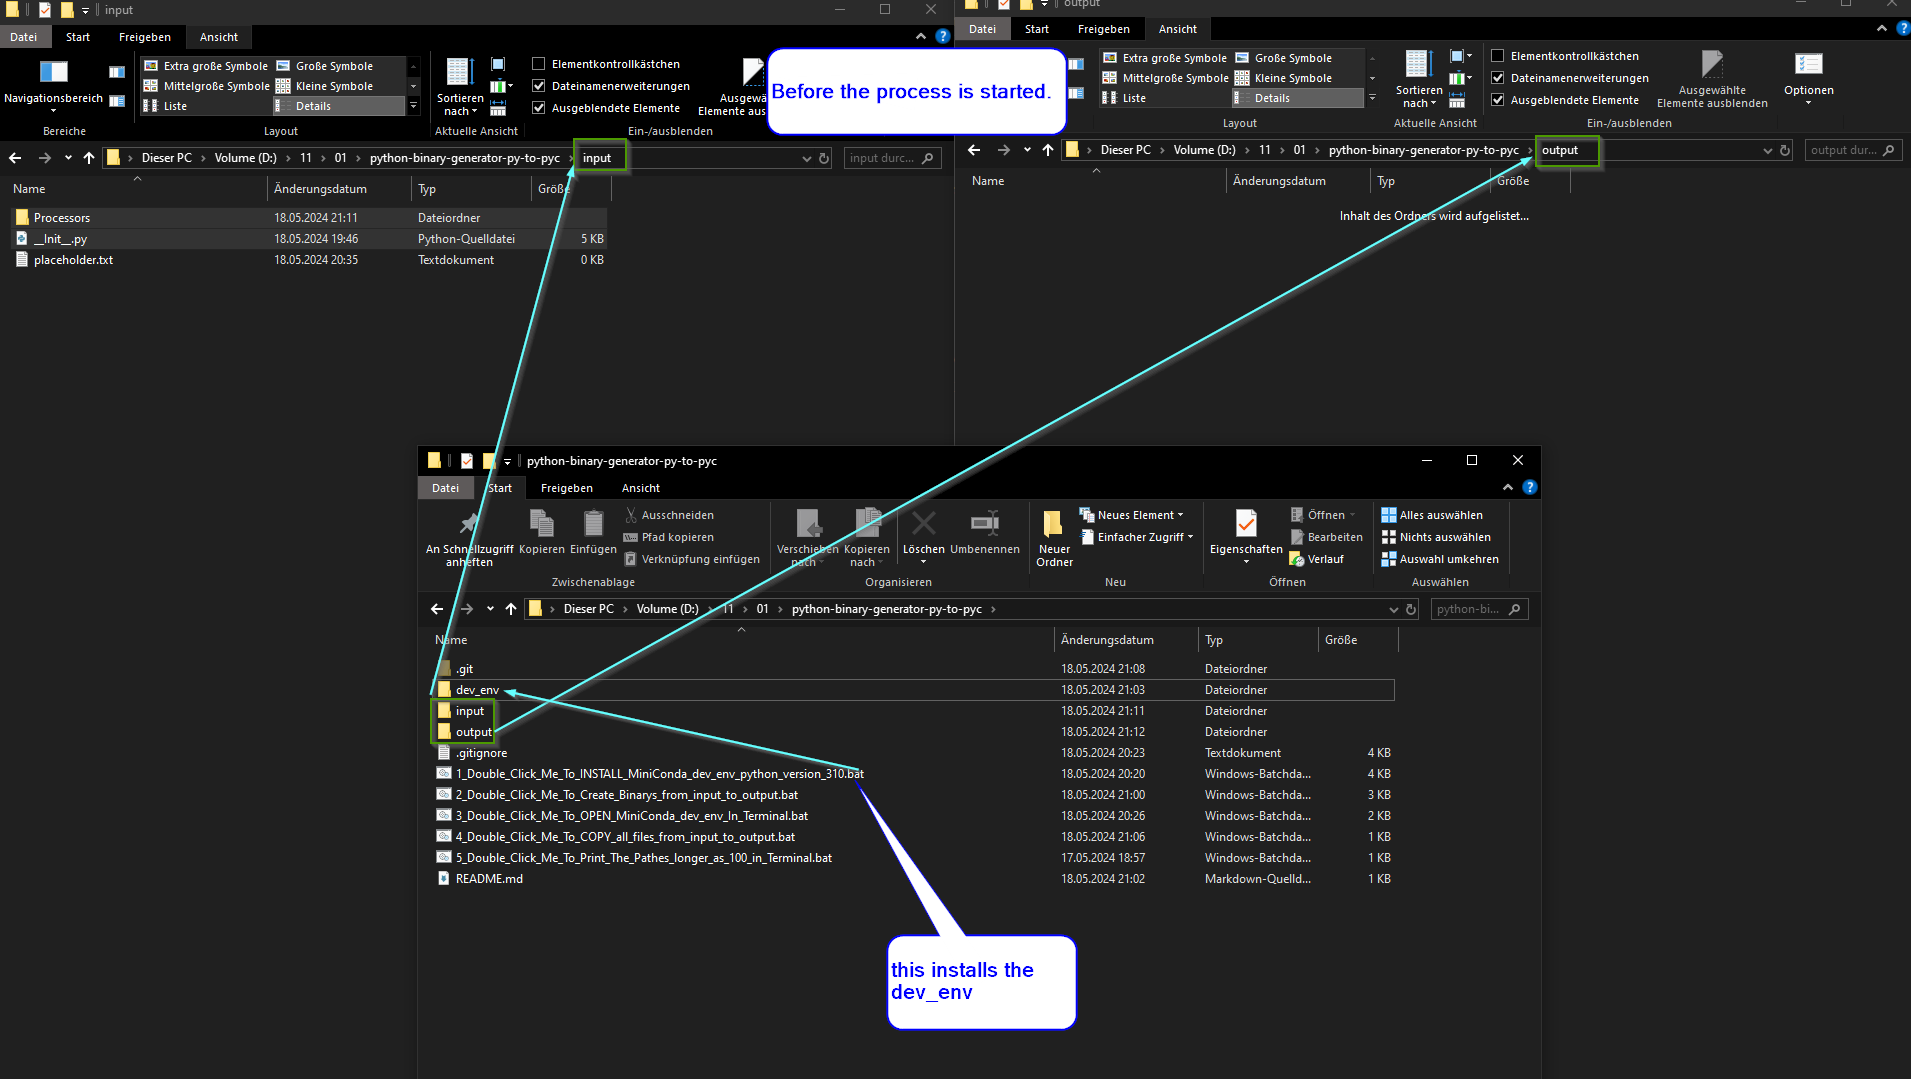 input
Datei Start Freigeben Ansicht
Navigationsbereich
Extra große Symbole Große Symbole
Mittelgroße Symbole Kleine Symbole
Liste Details
Sortieren
nach
Elementkontrollkästchen
Dateinamenerweiterungen
Ausgeblendete Elemente
Ausgewä
Elemente aus
Bereiche Layout Aktuelle Ansicht Ein-/ausblenden
Dieser PC Volume (D:) 11 01 python-binary-generator-py-to-pyc input
input durc...
Name Änderungsdatum Typ Größe
Processors 18.05.2024 21:11 Dateiordner
__Init__.py 18.05.2024 19:46 Python-Quelldatei 5 KB
placeholder.txt 18.05.2024 20:35 Textdokument 0 KB
Before the process is started.
output
Datei Start Freigeben Ansicht
Extra große Symbole Große Symbole
Mittelgroße Symbole Kleine Symbole
Liste Details
Sortieren
nach
Elementkontrollkästchen
Dateinamenerweiterungen
Ausgeblendete Elemente
Ausgewählte
Elemente ausblenden
Optionen
Layout Aktuelle Ansicht Ein-/ausblenden
Dieser PC Volume (D:) 11 01 python-binary-generator-py-to-pyc output
output dur...
Name Änderungsdatum Typ Größe
Inhalt des Ordners wird aufgelistet...
python-binary-generator-py-to-pyc
Datei Start Freigeben Ansicht
An Schnellzugriff
anheften
Kopieren
Einfügen
Ausschneiden
Pfad kopieren
Verknüpfung einfügen
Verschieben
nach
Kopieren
nach
Löschen
Umbenennen
Neuer
Ordner
Neues Element
Einfacher Zugriff
Eigenschaften
Öffnen
Bearbeiten
Verlauf
Alles auswählen
Nichts auswählen
Auswahl umkehren
Zwischenablage Organisieren Neu Öffnen Auswählen
Dieser PC Volume (D:) 11 01 python-binary-generator-py-to-pyc
python-bi...
Name Änderungsdatum Typ Größe
.git 18.05.2024 21:08 Dateiordner
dev_env 18.05.2024 21:03 Dateiordner
input 18.05.2024 21:11 Dateiordner
output 18.05.2024 21:12 Dateiordner
.gitignore 18.05.2024 20:23 Textdokument 4 KB
1_Double_Click_Me_To_INSTALL_MiniConda_dev_env_python_version_310.bat 18.05.2024 20:20 Windows-Batchda... 4 KB
2_Double_Click_Me_To_Create_Binarys_from_input_to_output.bat 18.05.2024 21:00 Windows-Batchda... 3 KB
3_Double_Click_Me_To_OPEN_MiniConda_dev_env_In_Terminal.bat 18.05.2024 20:26 Windows-Batchda... 2 KB
4_Double_Click_Me_To_COPY_all_files_from_input_to_output.bat 18.05.2024 21:06 Windows-Batchda... 1 KB
5_Double_Click_Me_To_Print_The_Pathes_longer_as_100_in_Terminal.bat 17.05.2024 18:57 Windows-Batchda... 1 KB
README.md 18.05.2024 21:02 Markdown-Quelld... 1 KB
this installs the
dev_env